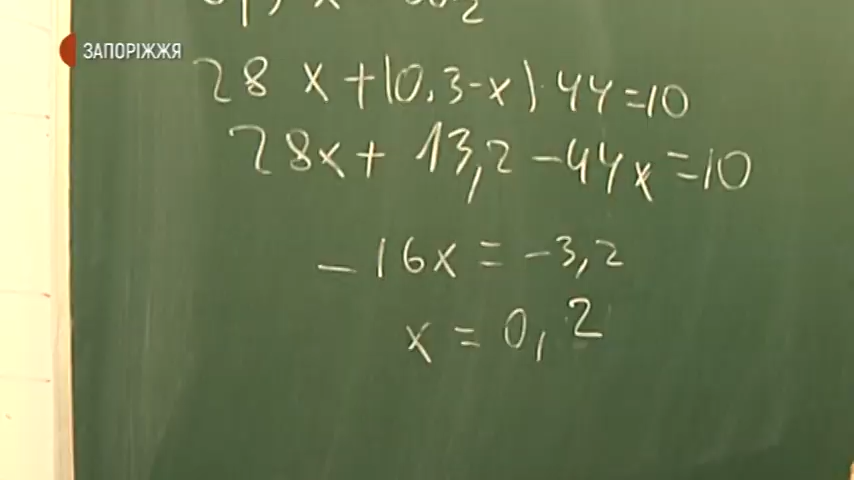 ЗАПОРІЖЖЯ
28 x + (0,3-x) · 44 = 10
28x + 13,2 - 44x = 10
- 16x = -3,2
x = 0,2